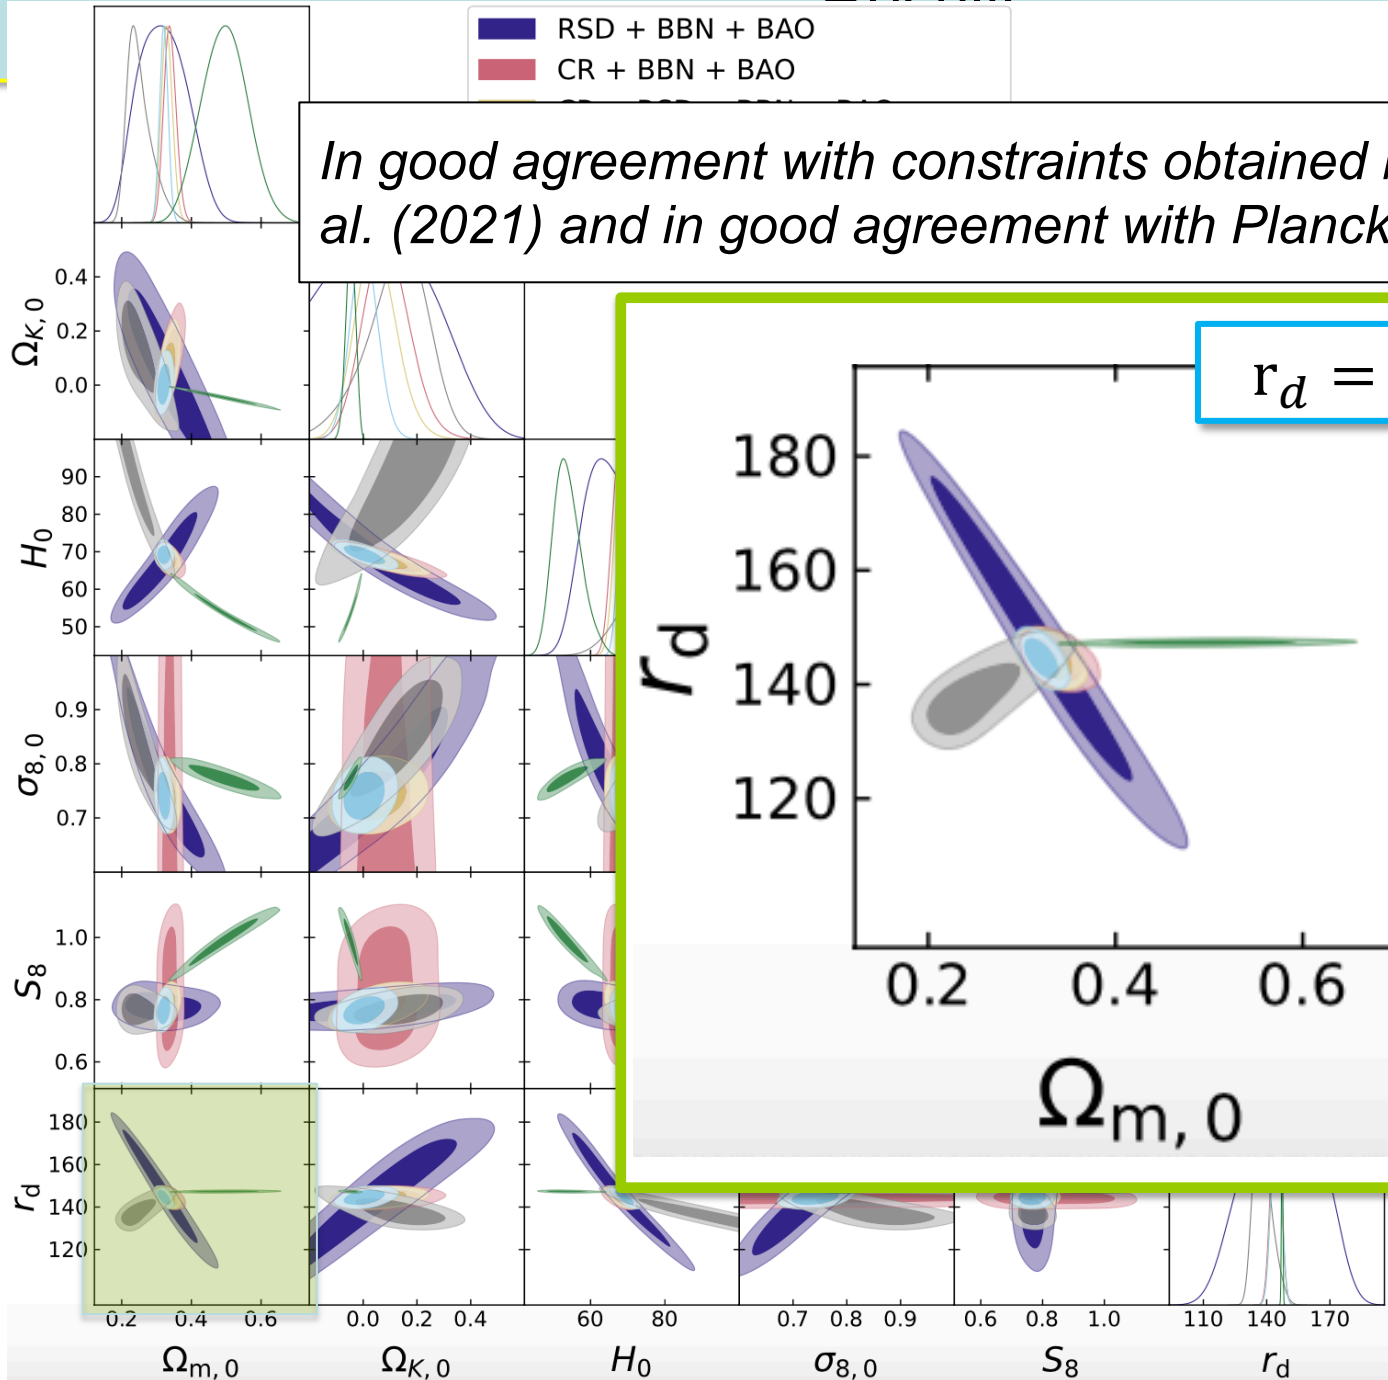 RSD + BBN + BAO
CR + BBN + BAO
In good agreement with constraints obtained
al. (2021) and in good agreement with Planck
r_d =
Ω_K,0
0.4
0.2
0.0
H_0
90
80
70
60
50
σ_8,0
0.9
0.8
0.7
S_8
1.0
0.8
0.6
r_d
180
160
140
120
0.2 0.4 0.6
Ω_m,0
r_d
180
160
140
120
0.2 0.4 0.6 0.0 0.2 0.4 60 80 0.7 0.8 0.9 0.6 0.8 1.0 110 140 170
Ω_m,0 Ω_K,0 H_0 σ_8,0 S_8 r_d